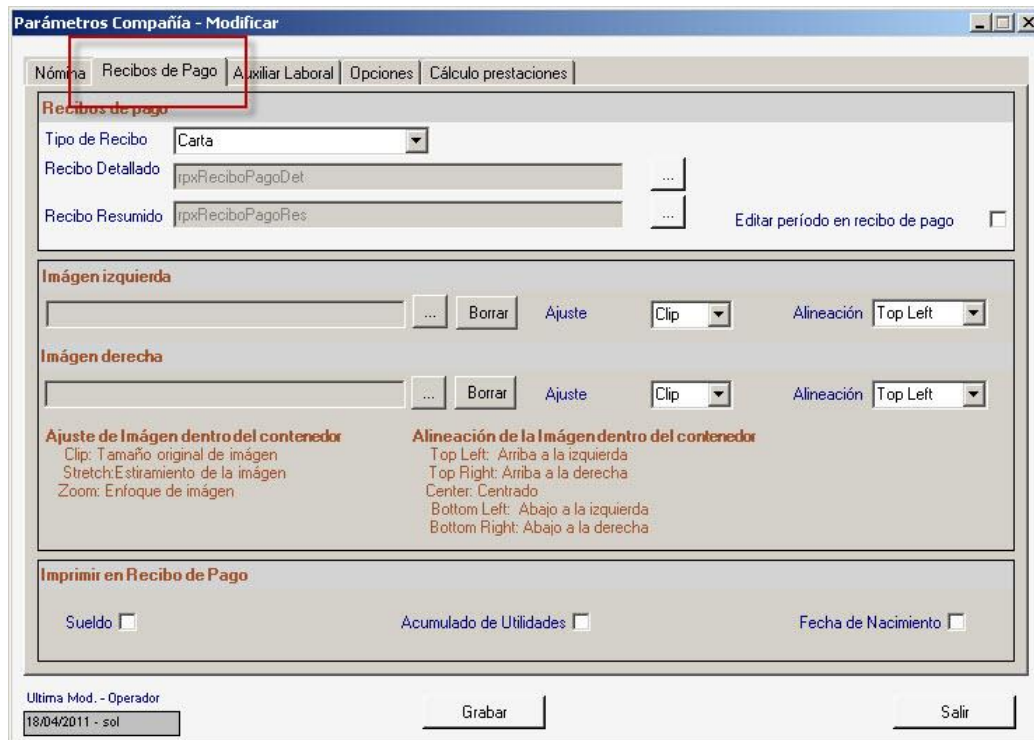 Parámetros Compañía - Modificar
Nómina Recibos de Pago Auxiliar Laboral Opciones Cálculo prestaciones
Recibos de pago
Tipo de Recibo Carta
Recibo Detallado rpxReciboPagoDet ...
Recibo Resumido rpxReciboPagoRes ... Editar período en recibo de pago
Imágen izquierda
... Borrar Ajuste Clip Alineación Top Left
Imágen derecha
... Borrar Ajuste Clip Alineación Top Left
Ajuste de Imágen dentro del contenedor
Clip: Tamaño original de imágen
Stretch:Estiramiento de la imágen
Zoom: Enfoque de imágen
Alineación de la Imágen dentro del contenedor
Top Left: Arriba a la izquierda
Top Right: Arriba a la derecha
Center: Centrado
Bottom Left: Abajo a la izquierda
Bottom Right: Abajo a la derecha
Imprimir en Recibo de Pago
Sueldo Acumulado de Utilidades Fecha de Nacimiento
Ultima Mod. - Operador
18/04/2011 - sol
Grabar Salir